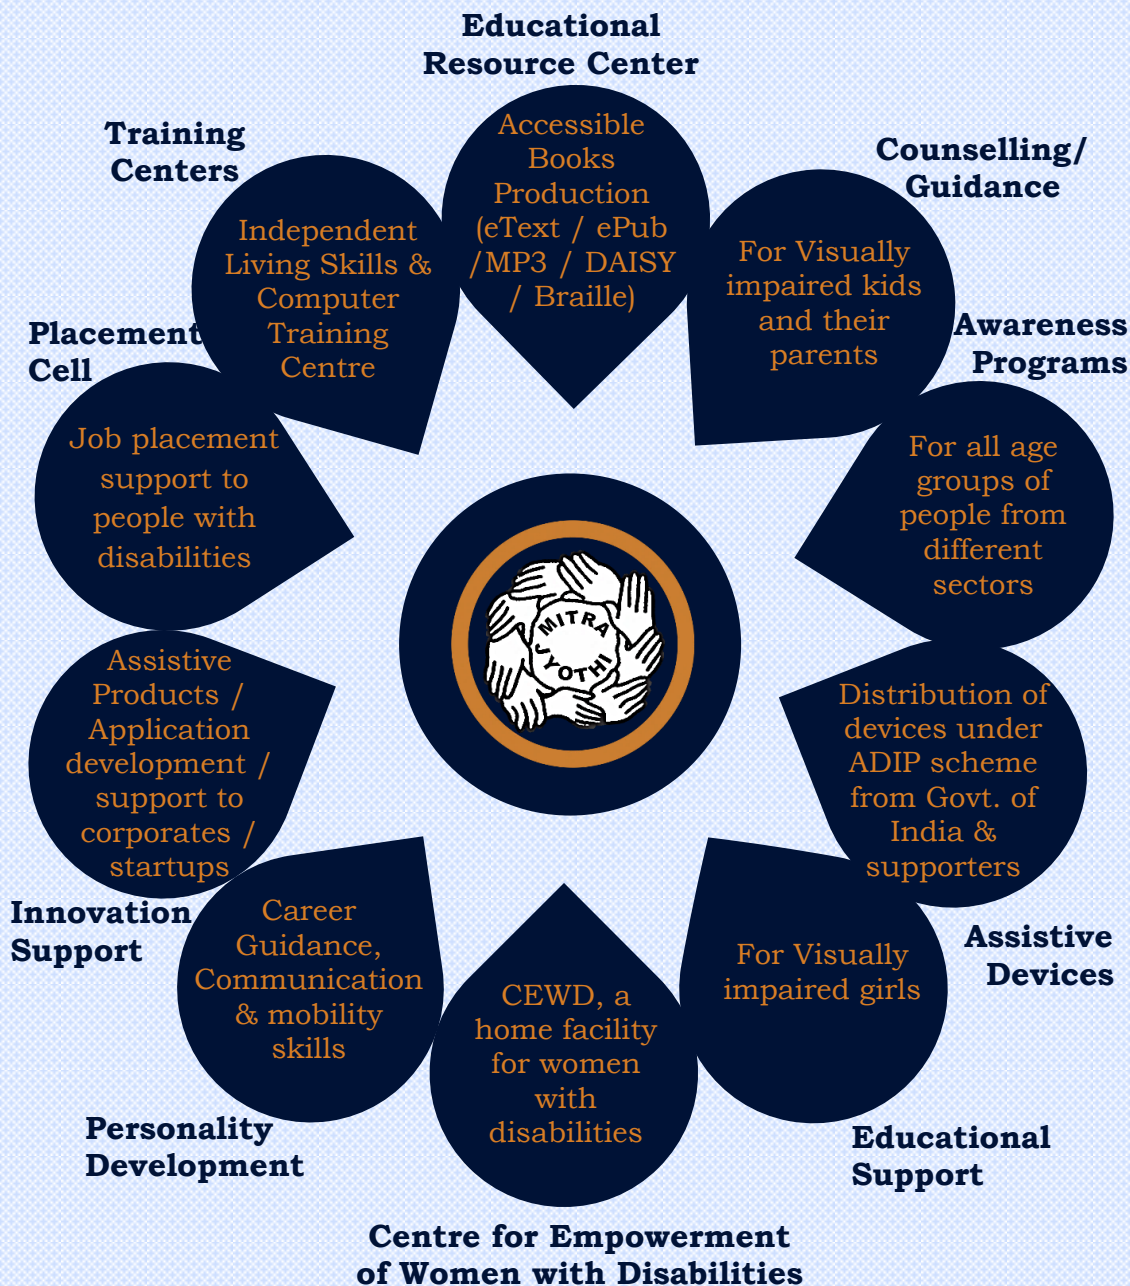 Educational
Resource Center
Accessible
Books
Production
(eText / ePub
/MP3 / DAISY
/ Braille)
Counselling/
Guidance
For Visually
impaired kids
and their
parents
Awareness
Programs
For all age
groups of
people from
different
sectors
Distribution of
devices under
ADIP scheme
from Govt. of
India &
supporters
Assistive
Devices
For Visually
impaired girls
Educational
Support
CEWD, a
home facility
for women
with
disabilities
Centre for Empowerment
of Women with Disabilities
Career
Guidance,
Communication
& mobility
skills
Personality
Development
Assistive
Products /
Application
development /
support to
corporates /
startups
Innovation
Support
Placement
Cell
Job placement
support to
people with
disabilities
Training
Centers
Independent
Living Skills &
Computer
Training
Centre
MITRA
JYOTHI